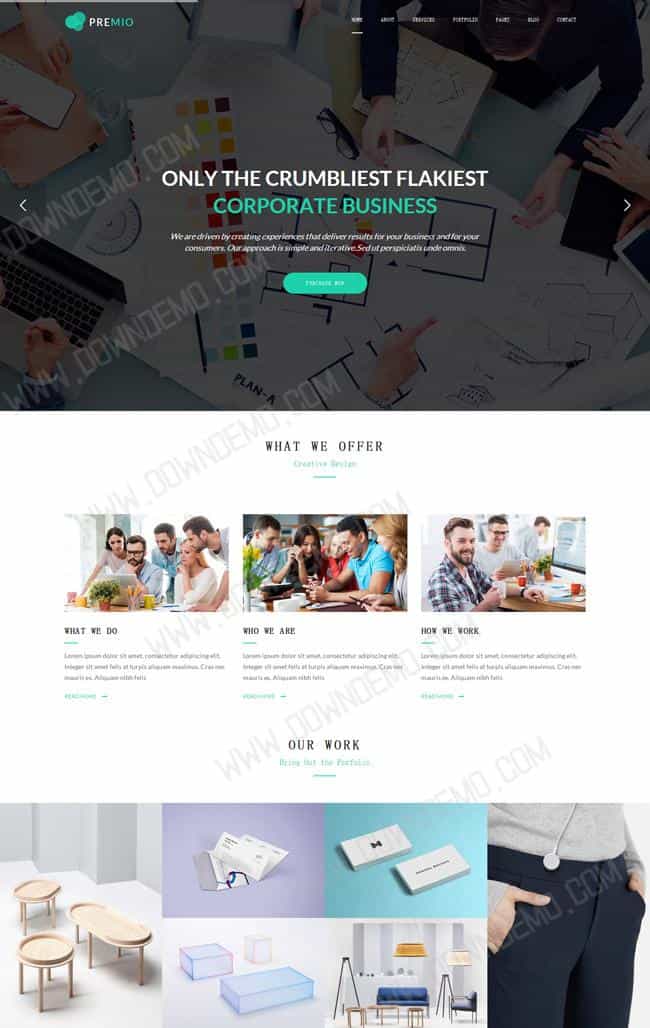 PREMIO
HOME ABOUT SERVICES PORTFOLIO PAGES BLOG CONTACT
ONLY THE CRUMBLIEST FLAKIEST
CORPORATE BUSINESS
We are driven by creating experiences that deliver results for your business and for your
consumers. Our approach is simple and iterative.Sed ut perspiciatis unde omnis.
PURCHASE NOW
PLAN-A
WWW.DOWNDEMO.COM
WHAT WE OFFER
Creative Design
WHAT WE DO
Lorem ipsum dolor sit amet, consectetur adipiscing elit.
Integer sit amet felis at turpis aliquam maximus. Cras nec
mauris ex. Aliquam nibh felis
READ MORE
WHO WE ARE
Lorem ipsum dolor sit amet, consectetur adipiscing elit.
Integer sit amet felis at turpis aliquam maximus. Cras nec
mauris ex. Aliquam nibh felis
READ MORE
HOW WE WORK
Lorem ipsum dolor sit amet, consectetur adipiscing elit.
Integer sit amet felis at turpis aliquam maximus. Cras nec
mauris ex. Aliquam nibh felis
READ MORE
OUR WORK
Bring Out the Porfolio